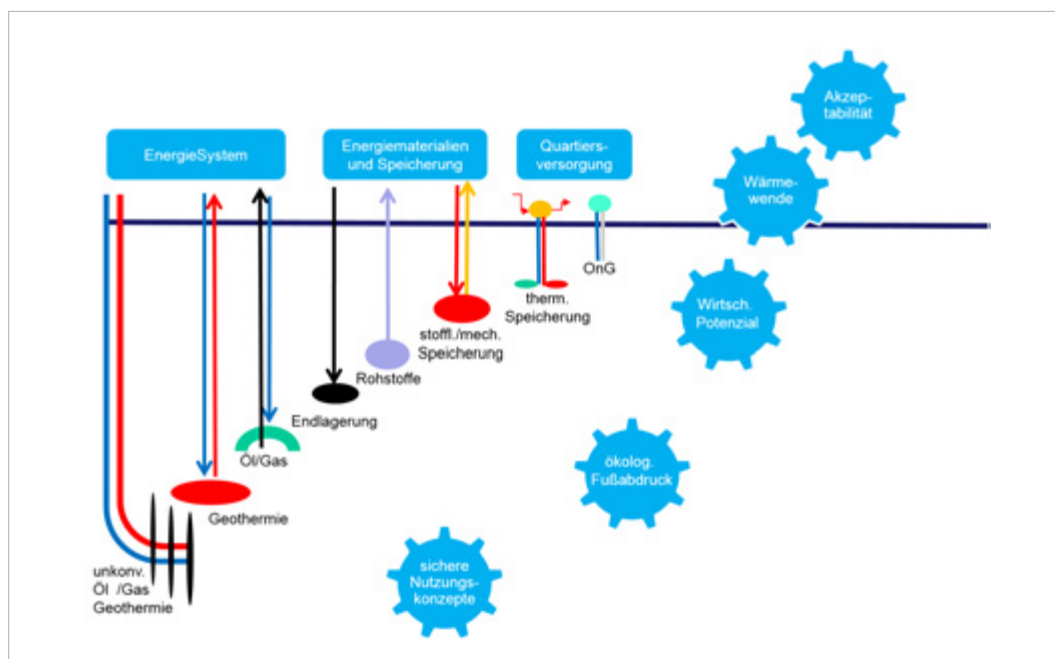 EnergieSystem
Energiematerialien
und Speicherung
Quartiers-
versorgung
Akzep-
tabilität
Wärme-
wende
OnG
therm.
Speicherung
Wirtsch.
Potenzial
stoffl./mech.
Speicherung
Rohstoffe
Endlagerung
Öl/Gas
Geothermie
ökolog.
Fußabdruck
unkonv.
Öl /Gas
Geothermie
sichere
Nutzungs-
konzepte